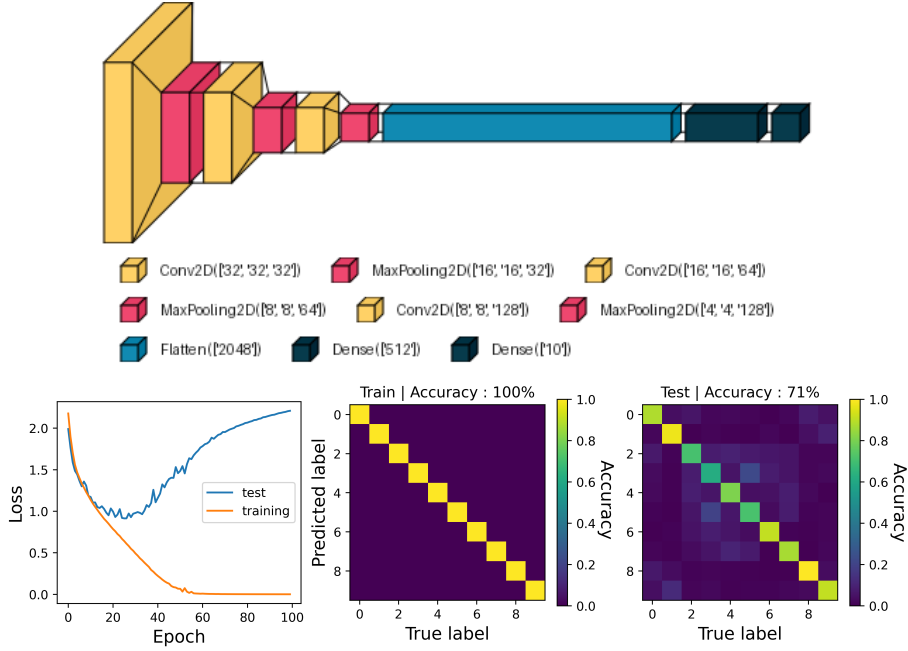 Conv2D(['32', '32', '32']) MaxPooling2D(['16', '16', '32']) Conv2D(['16', '16', '64'])
MaxPooling2D(['8', '8', '64']) Conv2D(['8', '8', '128']) MaxPooling2D(['4', '4', '128'])
Flatten(['2048']) Dense(['512']) Dense(['10'])
Loss
2.0
1.5
1.0
0.5
0.0
test
training
0 20 40 60 80 100
Epoch
Train | Accuracy : 100%
Predicted label
0
2
4
6
8
0 2 4 6 8
True label
1.0
0.8
0.6
0.4
0.2
0.0
Accuracy
Test | Accuracy : 71%
0
2
4
6
8
0 2 4 6 8
True label
1.0
0.8
0.6
0.4
0.2
0.0
Accuracy